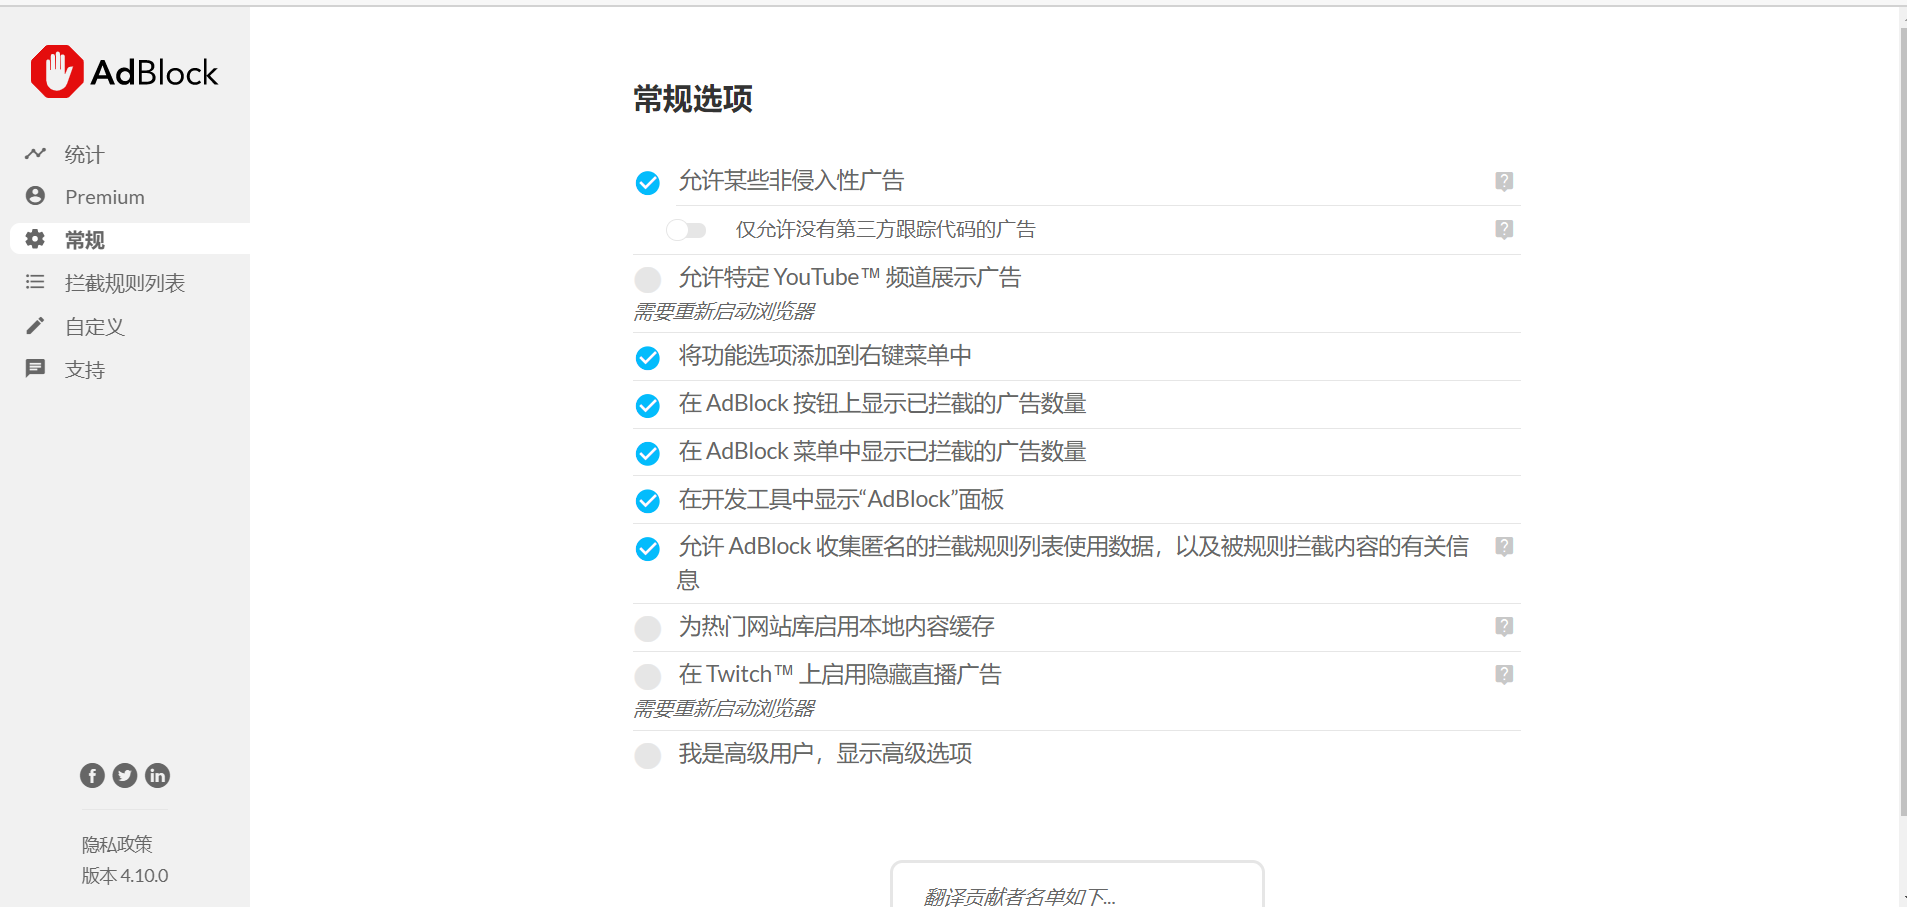 AdBlock
统计
Premium
常规
拦截规则列表
自定义
支持
隐私政策
版本 4.10.0
常规选项
允许某些非侵入性广告
仅允许没有第三方跟踪代码的广告
允许特定 YouTube™ 频道展示广告
需要重新启动浏览器
将功能选项添加到右键菜单中
在 AdBlock 按钮上显示已拦截的广告数量
在 AdBlock 菜单中显示已拦截的广告数量
在开发工具中显示“AdBlock”面板
允许 AdBlock 收集匿名的拦截规则列表使用数据，以及被规则拦截内容的有关信
息
为热门网站库启用本地内容缓存
在 Twitch™ 上启用隐藏直播广告
需要重新启动浏览器
我是高级用户，显示高级选项
翻译贡献者名单如下...